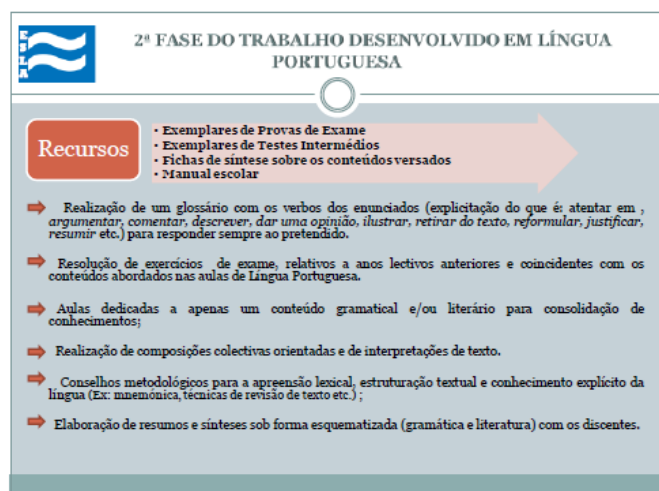 ESLA
2ª FASE DO TRABALHO DESENVOLVIDO EM LÍNGUA
PORTUGUESA
Recursos
• Exemplares de Provas de Exame
• Exemplares de Testes Intermédios
• Fichas de síntese sobre os conteúdos versados
• Manual escolar
Realização de um glossário com os verbos dos enunciados (explicitação do que é: atentar em ,
argumentar, comentar, descrever, dar uma opinião, ilustrar, retirar do texto, reformular, justificar,
resumir etc.) para responder sempre ao pretendido.
Resolução de exercícios de exame, relativos a anos lectivos anteriores e coincidentes com os
conteúdos abordados nas aulas de Língua Portuguesa.
Aulas dedicadas a apenas um conteúdo gramatical e/ou literário para consolidação de
conhecimentos;
Realização de composições colectivas orientadas e de interpretações de texto.
Conselhos metodológicos para a apreensão lexical, estruturação textual e conhecimento explícito da
língua (Ex: mnemónica, técnicas de revisão de texto etc.) ;
Elaboração de resumos e sínteses sob forma esquematizada (gramática e literatura) com os discentes.